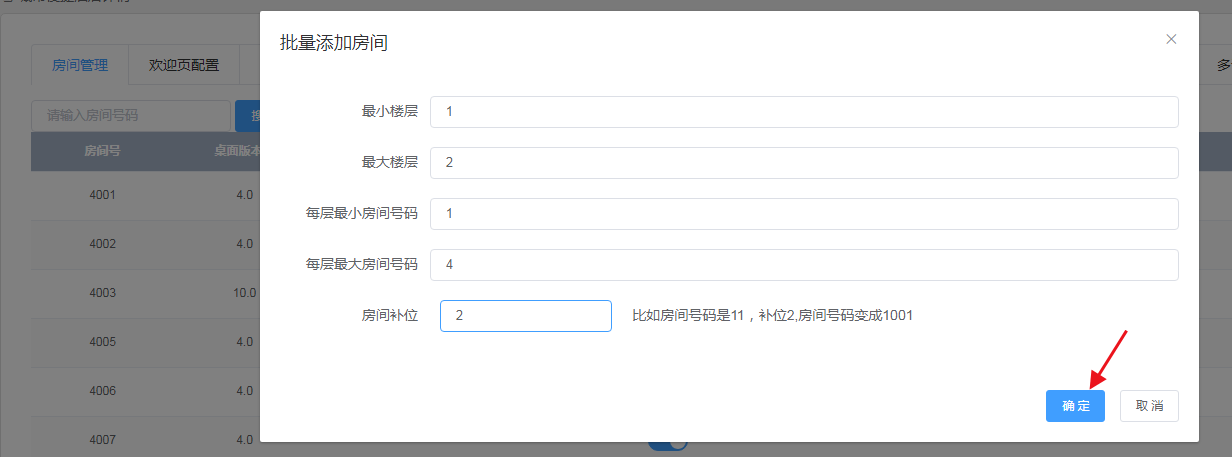 批量添加房间
房间管理
欢迎页配置
多
请输入房间号码
搜
最小楼层 1
最大楼层 2
每层最小房间号码 1
每层最大房间号码 4
房间补位 2 比如房间号码是11，补位2,房间号码变成1001
确定 取消
房间号 桌面版本
4001 4.0
4002 4.0
4003 10.0
4005 4.0
4006 4.0
4007 4.0